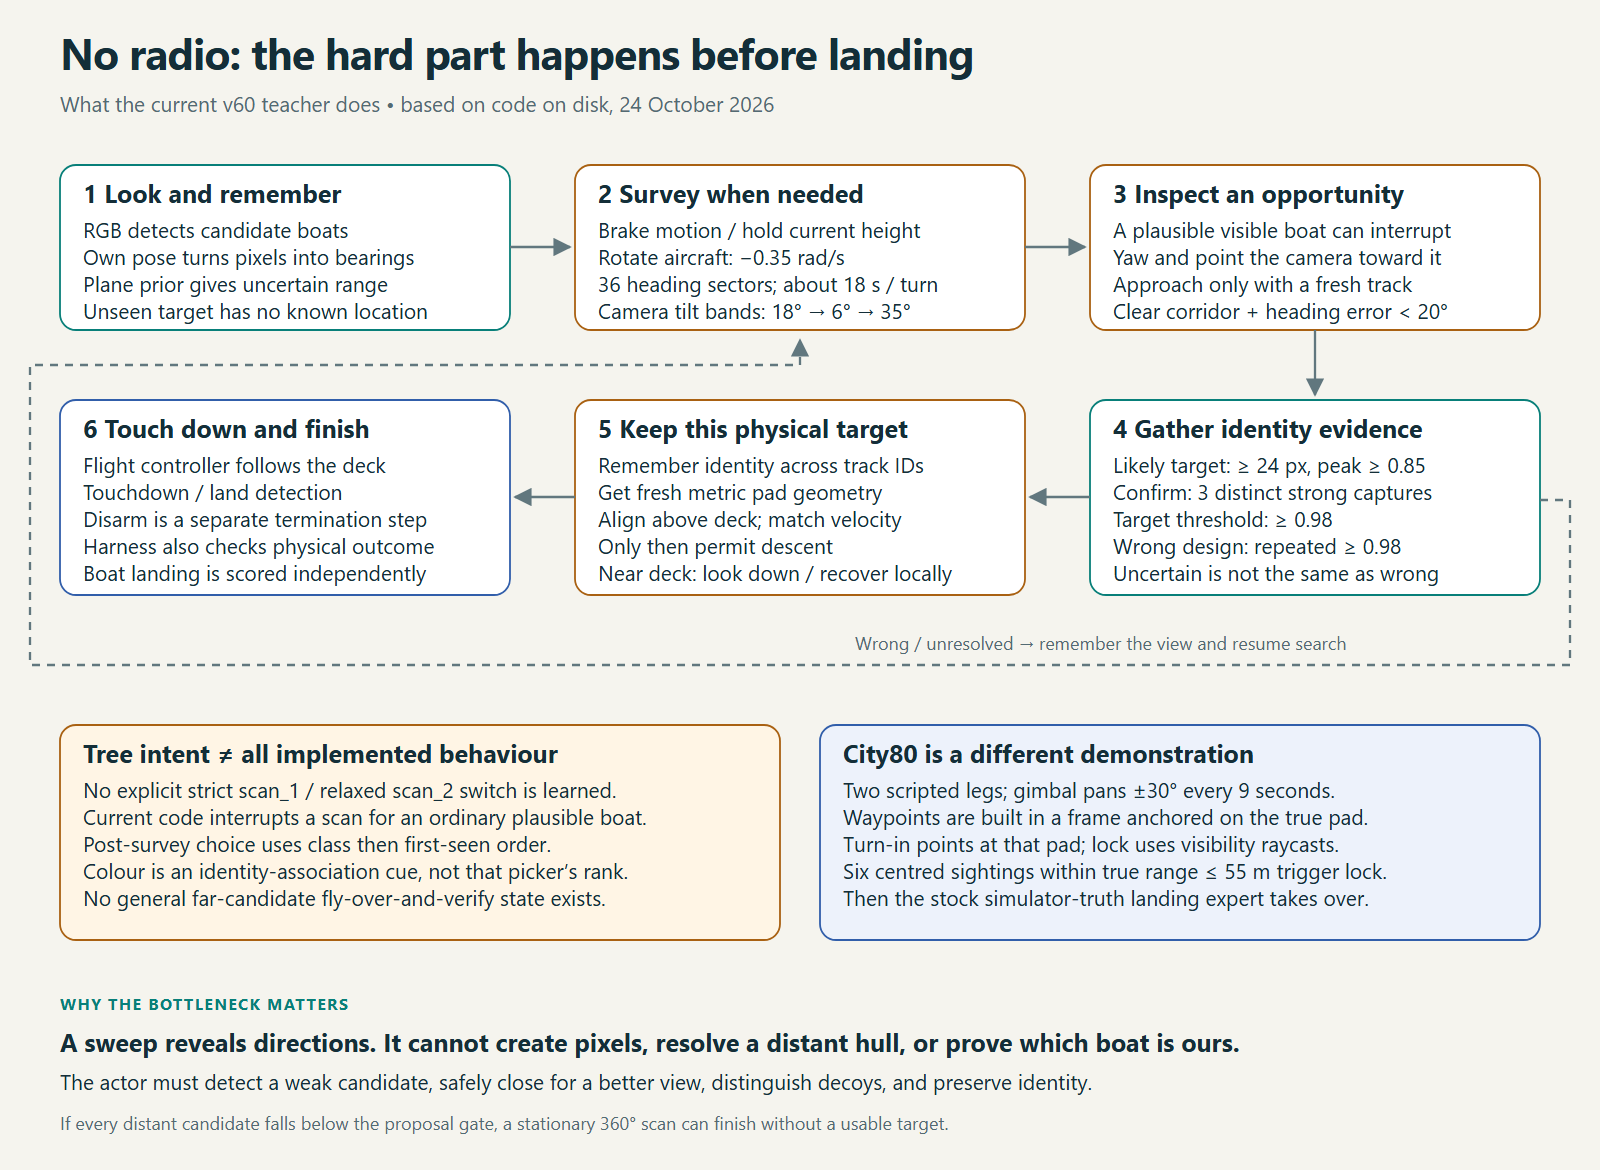 No radio: the hard part happens before landing
What the current v60 teacher does • based on code on disk, 24 October 2026
1 Look and remember
RGB detects candidate boats
Own pose turns pixels into bearings
Plane prior gives uncertain range
Unseen target has no known location
2 Survey when needed
Brake motion / hold current height
Rotate aircraft: −0.35 rad/s
36 heading sectors; about 18 s / turn
Camera tilt bands: 18° → 6° → 35°
3 Inspect an opportunity
A plausible visible boat can interrupt
Yaw and point the camera toward it
Approach only with a fresh track
Clear corridor + heading error < 20°
4 Gather identity evidence
Likely target: ≥ 24 px, peak ≥ 0.85
Confirm: 3 distinct strong captures
Target threshold: ≥ 0.98
Wrong design: repeated ≥ 0.98
Uncertain is not the same as wrong
5 Keep this physical target
Remember identity across track IDs
Get fresh metric pad geometry
Align above deck; match velocity
Only then permit descent
Near deck: look down / recover locally
6 Touch down and finish
Flight controller follows the deck
Touchdown / land detection
Disarm is a separate termination step
Harness also checks physical outcome
Boat landing is scored independently
Wrong / unresolved → remember the view and resume search
Tree intent ≠ all implemented behaviour
No explicit strict scan_1 / relaxed scan_2 switch is learned.
Current code interrupts a scan for an ordinary plausible boat.
Post-survey choice uses class then first-seen order.
Colour is an identity-association cue, not that picker’s rank.
No general far-candidate fly-over-and-verify state exists.
City80 is a different demonstration
Two scripted legs; gimbal pans ±30° every 9 seconds.
Waypoints are built in a frame anchored on the true pad.
Turn-in points at that pad; lock uses visibility raycasts.
Six centred sightings within true range ≤ 55 m trigger lock.
Then the stock simulator-truth landing expert takes over.
WHY THE BOTTLENECK MATTERS
A sweep reveals directions. It cannot create pixels, resolve a distant hull, or prove which boat is ours.
The actor must detect a weak candidate, safely close for a better view, distinguish decoys, and preserve identity.
If every distant candidate falls below the proposal gate, a stationary 360° scan can finish without a usable target.